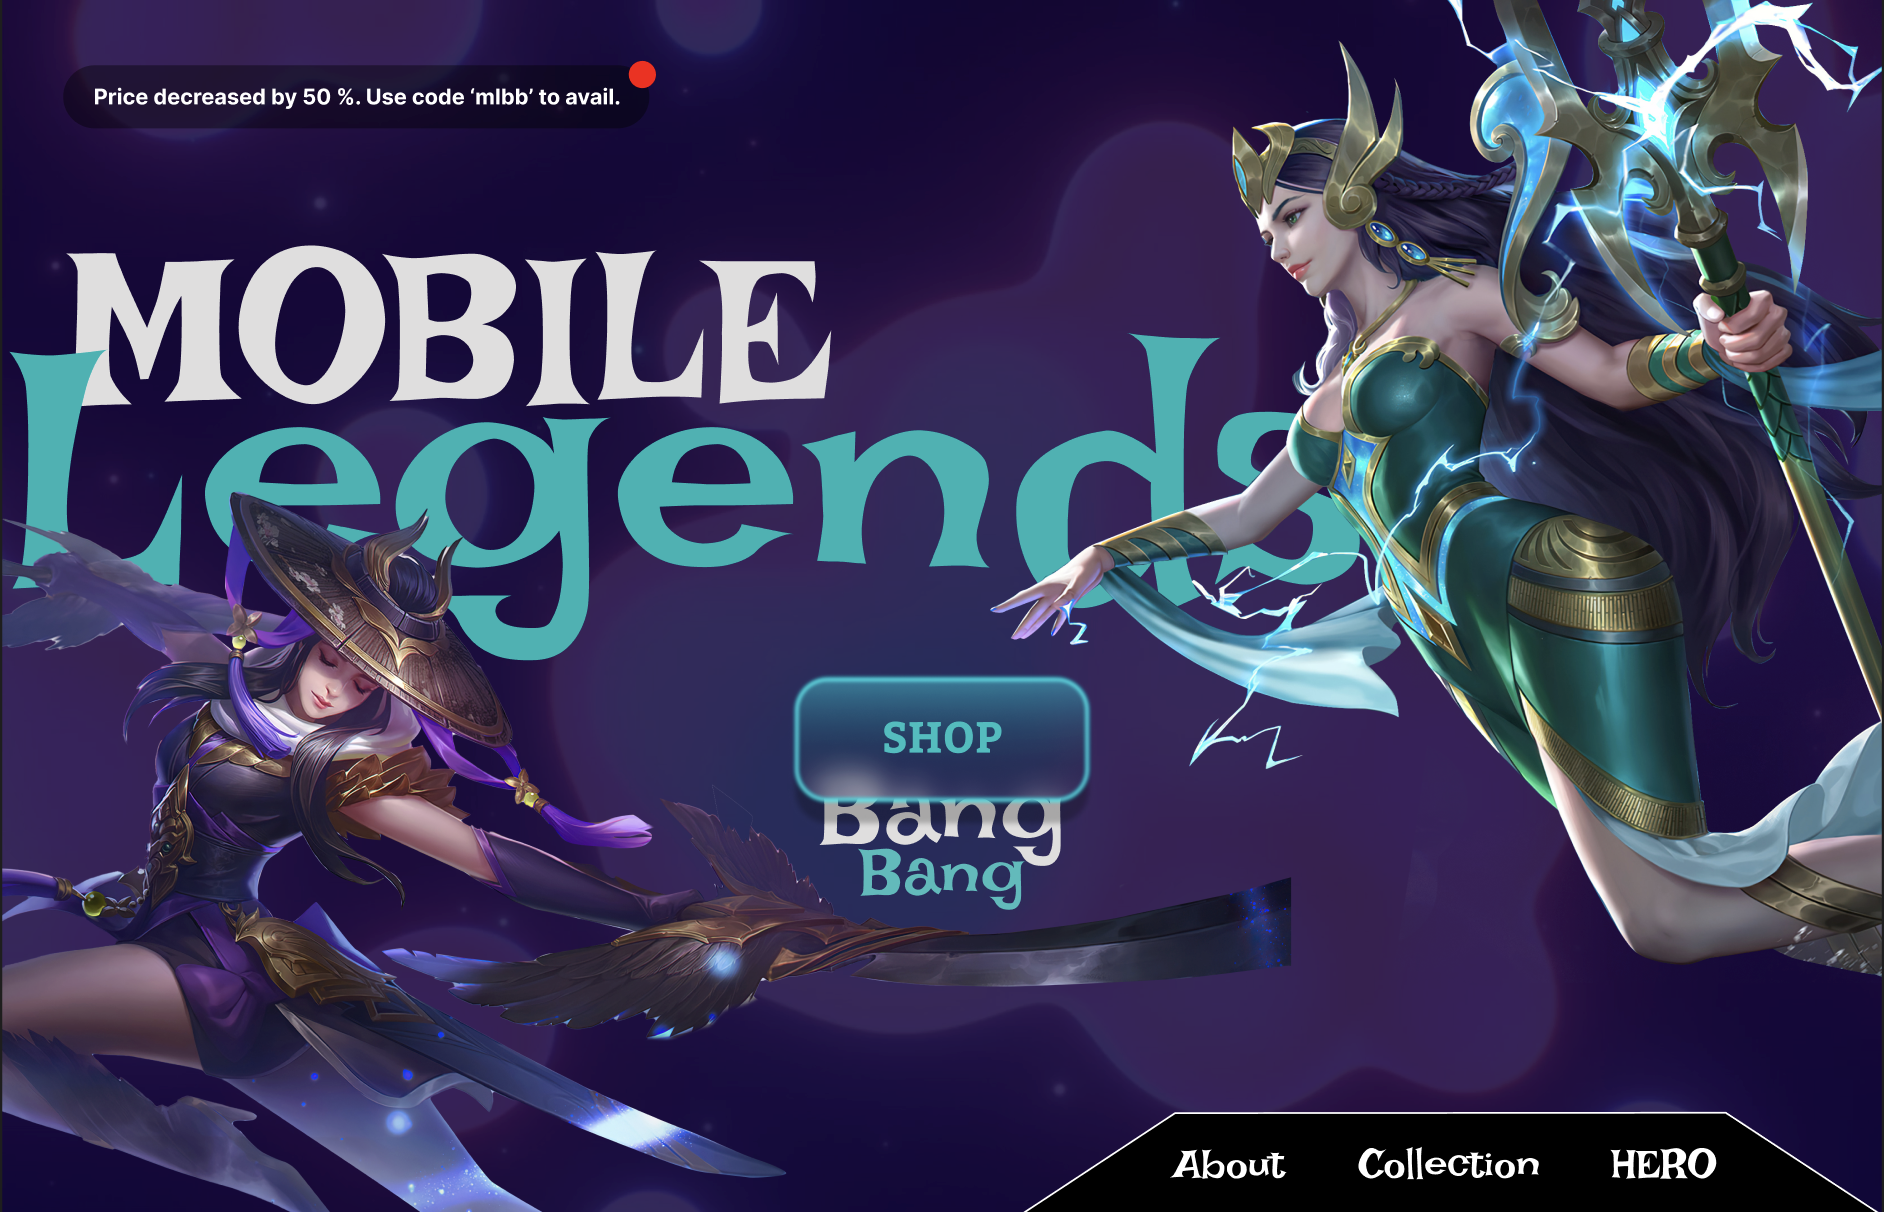 Price decreased by 50 %. Use code ‘mlbb’ to avail.
MOBILE
Legends
SHOP
Bang
Bang
About Collection HERO